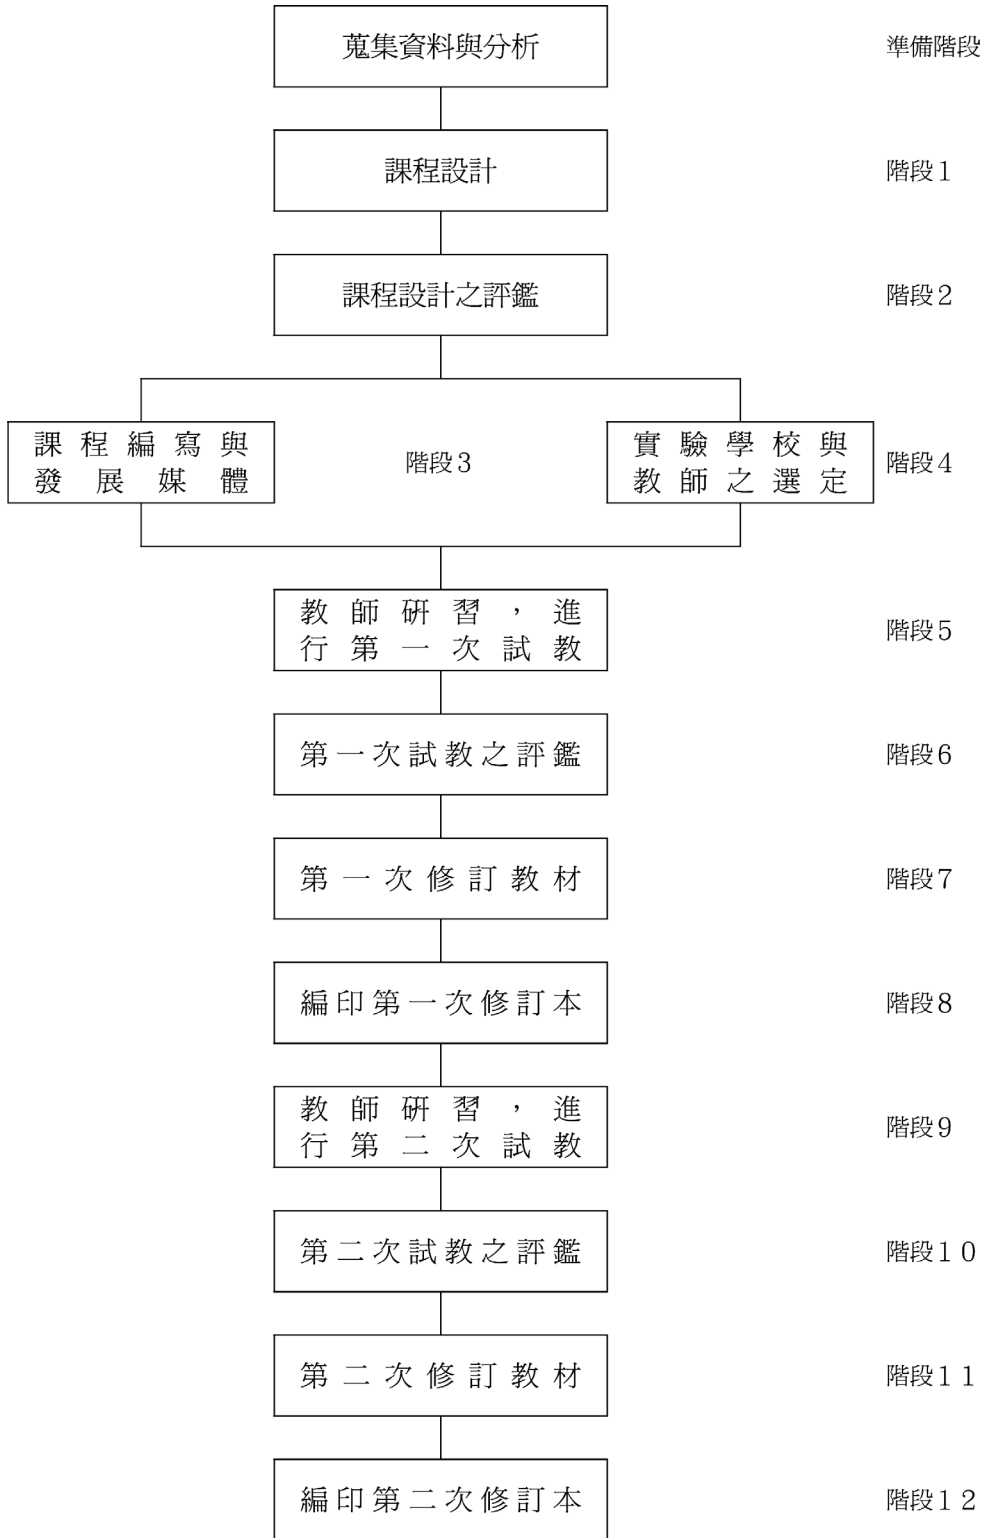 蒐集資料與分析
準備階段
課程設計
階段１
課程設計之評鑑
階段２
課程編寫與
發展媒體
階段３
實驗學校與
教師之選定
階段４
教師研習，進
行第一次試教
階段５
第一次試教之評鑑
階段６
第一次修訂教材
階段７
編印第一次修訂本
階段８
教師研習，進
行第二次試教
階段９
第二次試教之評鑑
階段１０
第二次修訂教材
階段１１
編印第二次修訂本
階段１２